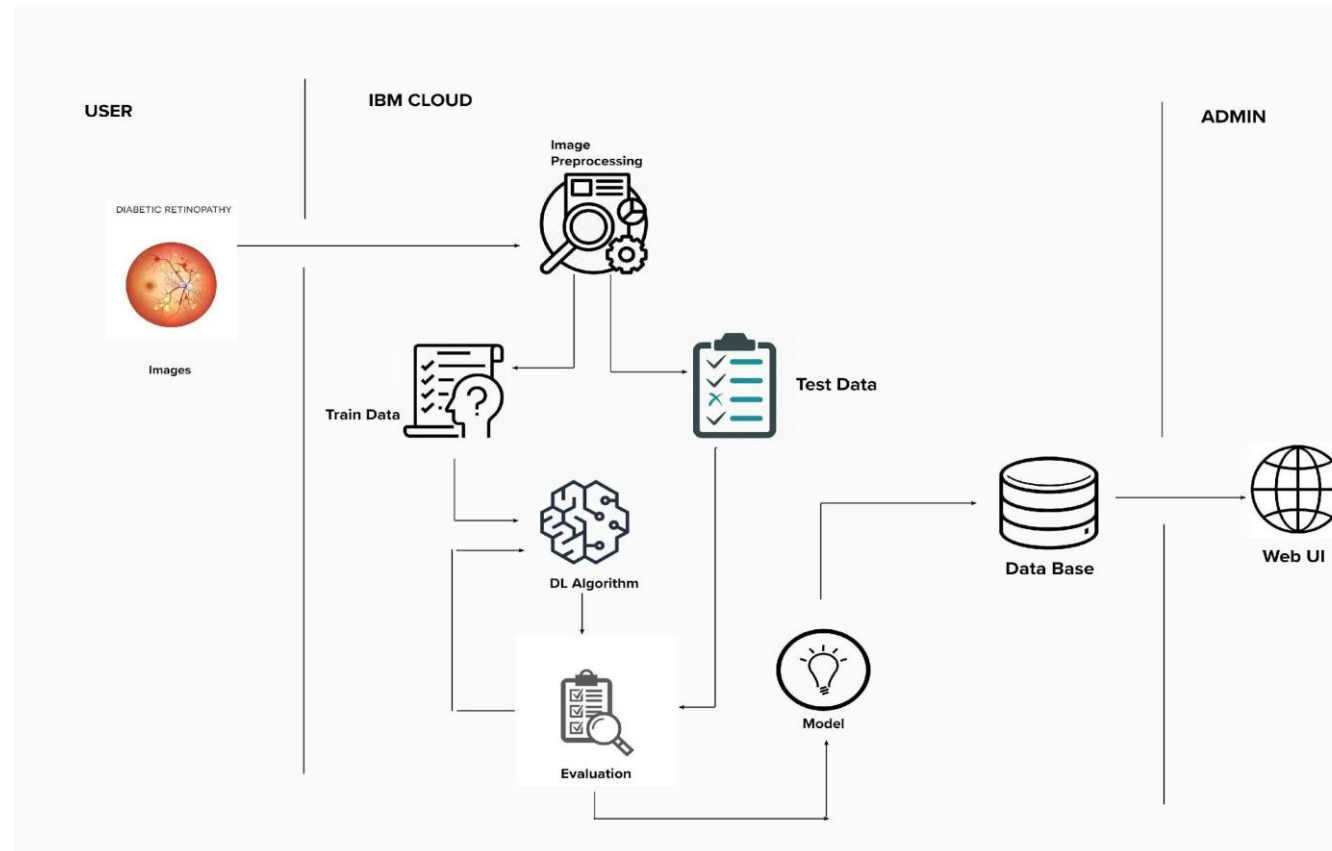 USER
IBM CLOUD
ADMIN
Image
Preprocessing
DIABETIC RETINOPATHY
Images
Train Data
Test Data
DL Algorithm
Data Base
Web UI
Model
Evaluation